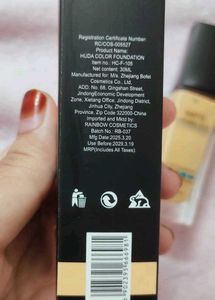 Registration Certificate Number:
RC/COS-005527
Product Name:
HUDA COLOR FOUNDATION
Item No: HC-F-105
Net Weight: 30ML
Manufactured For: M/s. Zhejiang Bofei
Cosmetics Co., Ltd.
ADD: No. 68, Qingshan Street,
JindongEconomic Development
Zone, Xietang Office, Jindong District,
Jinhua City, Zhejiang
Province. Zip Code 322000-China
Imported and Mktd by:
RAINBOW COSMETICS
Batch No: RB-037
Mfg Date:2025.3.20
Use Before:2029.3.19
MRP(Includes All Taxes):